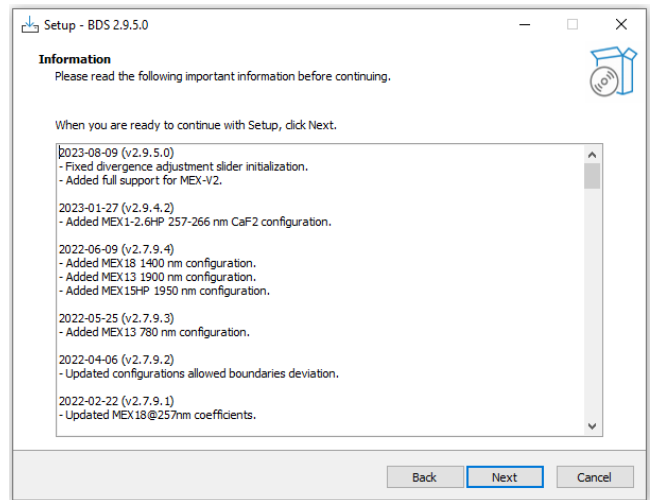 Setup - BDS 2.9.5.0
Information
Please read the following important information before continuing.
When you are ready to continue with Setup, click Next.
2023-08-09 (v2.9.5.0)
- Fixed divergence adjustment slider initialization.
- Added full support for MEX-V2.
2023-01-27 (v2.9.4.2)
- Added MEX1-2.6HP 257-266 nm CaF2 configuration.
2022-06-09 (v2.7.9.4)
- Added MEX18 1400 nm configuration.
- Added MEX13 1900 nm configuration.
- Added MEX15HP 1950 nm configuration.
2022-05-25 (v2.7.9.3)
- Added MEX13 780 nm configuration.
2022-04-06 (v2.7.9.2)
- Updated configurations allowed boundaries deviation.
2022-02-22 (v2.7.9.1)
- Updated MEX18@257nm coefficients.
Back Next Cancel